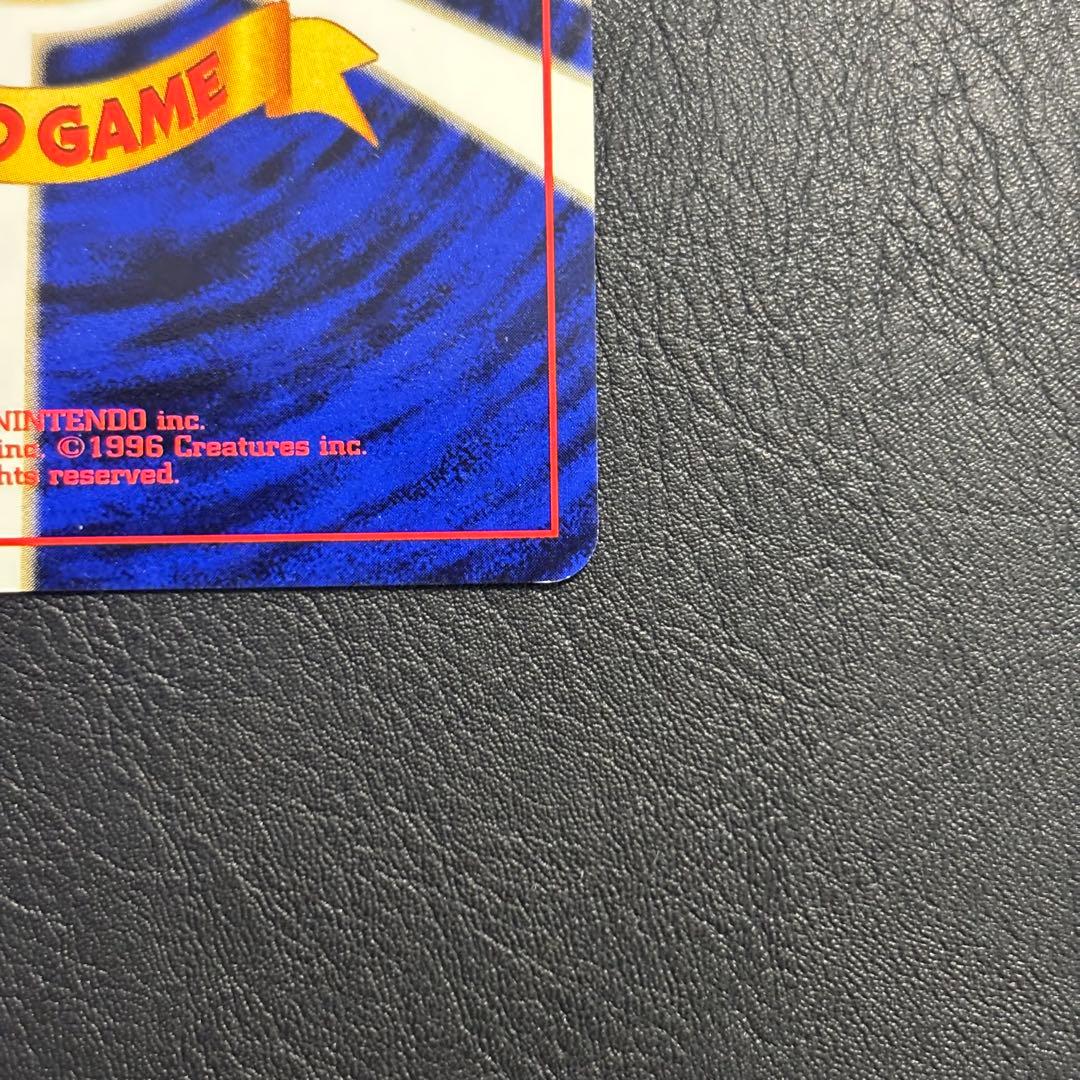 GAME
NINTENDO inc.
inc. ©1996 Creatures inc.
reserved.